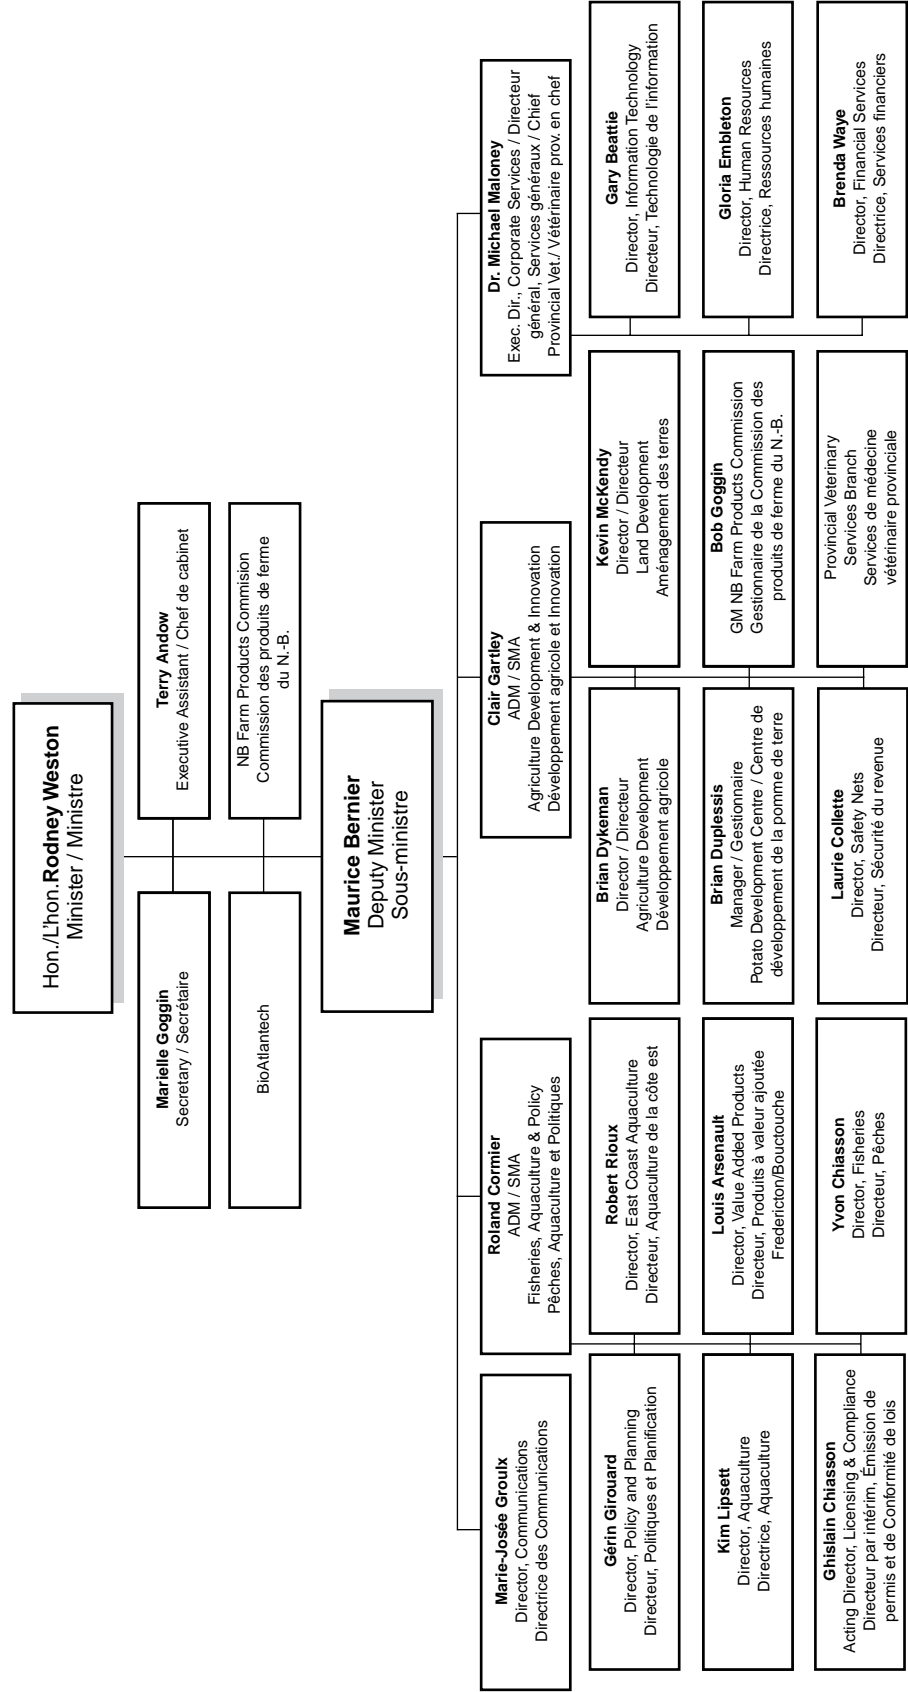 Hon./L'hon.Rodney Weston
Minister / Ministre
Marielle Goggin
Secretary / Secrétaire
Terry Andow
Executive Assistant / Chef de cabinet
BioAtlantech
NB Farm Products Commision
Commission des produits de ferme
du N.-B.
Maurice Bernier
Deputy Minister
Sous-ministre
Marie-Josée Groulx
Director, Communications
Directrice des Communications
Roland Cormier
ADM / SMA
Fisheries, Aquaculture & Policy
Pêches, Aquaculture et Politiques
Clair Gartley
ADM / SMA
Agriculture Development & Innovation
Développement agricole et Innovation
Dr. Michael Maloney
Exec. Dir., Corporate Services / Directeur
général, Services généraux / Chief
Provincial Vet./ Vétérinaire prov. en chef
Gérin Girouard
Director, Policy and Planning
Directeur, Politiques et Planification
Robert Rioux
Director, East Coast Aquaculture
Directeur, Aquaculture de la côte est
Brian Dykeman
Director / Directeur
Agriculture Development
Développement agricole
Kevin McKendy
Director / Directeur
Land Development
Aménagement des terres
Gary Beattie
Director, Information Technology
Directeur, Technologie de l'information
Kim Lipsett
Director, Aquaculture
Directrice, Aquaculture
Louis Arsenault
Director, Value Added Products
Directeur, Produits à valeur ajoutée
Fredericton/Bouctouche
Brian Duplessis
Manager / Gestionnaire
Potato Development Centre / Centre de
développement de la pomme de terre
Bob Goggin
GM NB Farm Products Commission
Gestionnaire de la Commission des
produits de ferme du N.-B.
Gloria Embleton
Director, Human Resources
Directrice, Ressources humaines
Ghislain Chiasson
Acting Director, Licensing & Compliance
Directeur par intérim, Émission de
permis et de Conformité de lois
Yvon Chiasson
Director, Fisheries
Directeur, Pêches
Laurie Collette
Director, Safety Nets
Directeur, Sécurité du revenue
Provincial Veterinary
Services Branch
Services de médecine
vétérinaire provinciale
Brenda Waye
Director, Financial Services
Directrice, Services financiers